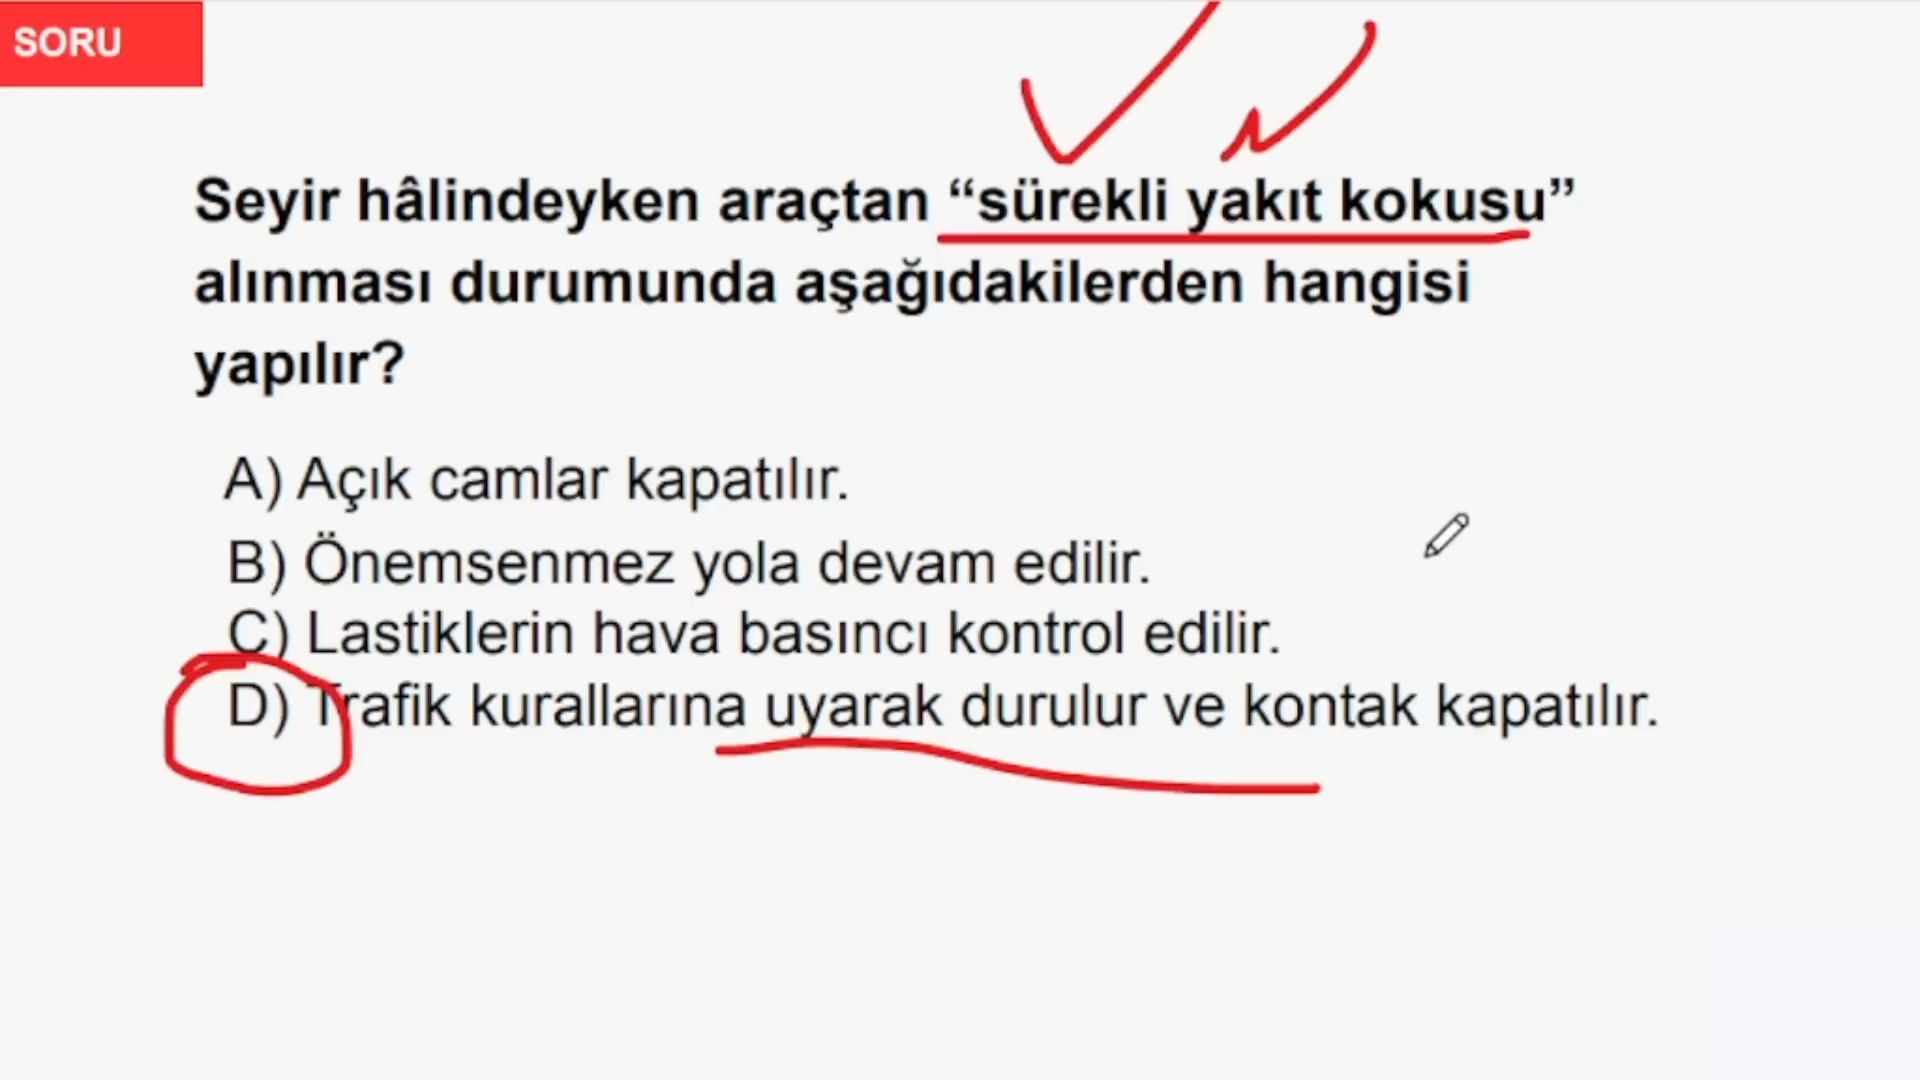 SORU
Seyir hâlindeyken araçtan “sürekli yakıt kokusu”
alınması durumunda aşağıdakilerden hangisi
yapılır?
A) Açık camlar kapatılır.
B) Önemsenmez yola devam edilir.
C) Lastiklerin hava basıncı kontrol edilir.
D) Trafik kurallarına uyarak durulur ve kontak kapatılır.